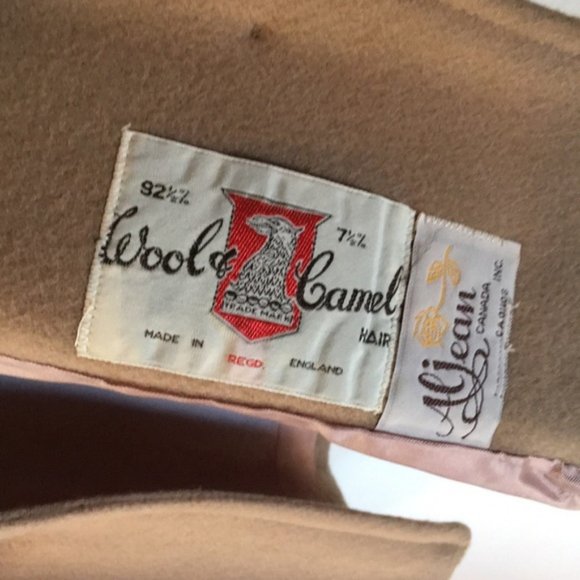 92½% 7½%
Wool & Camel
HAIR
TRADE MARK
MADE IN REGD. ENGLAND
Aljean
CANADA INC.